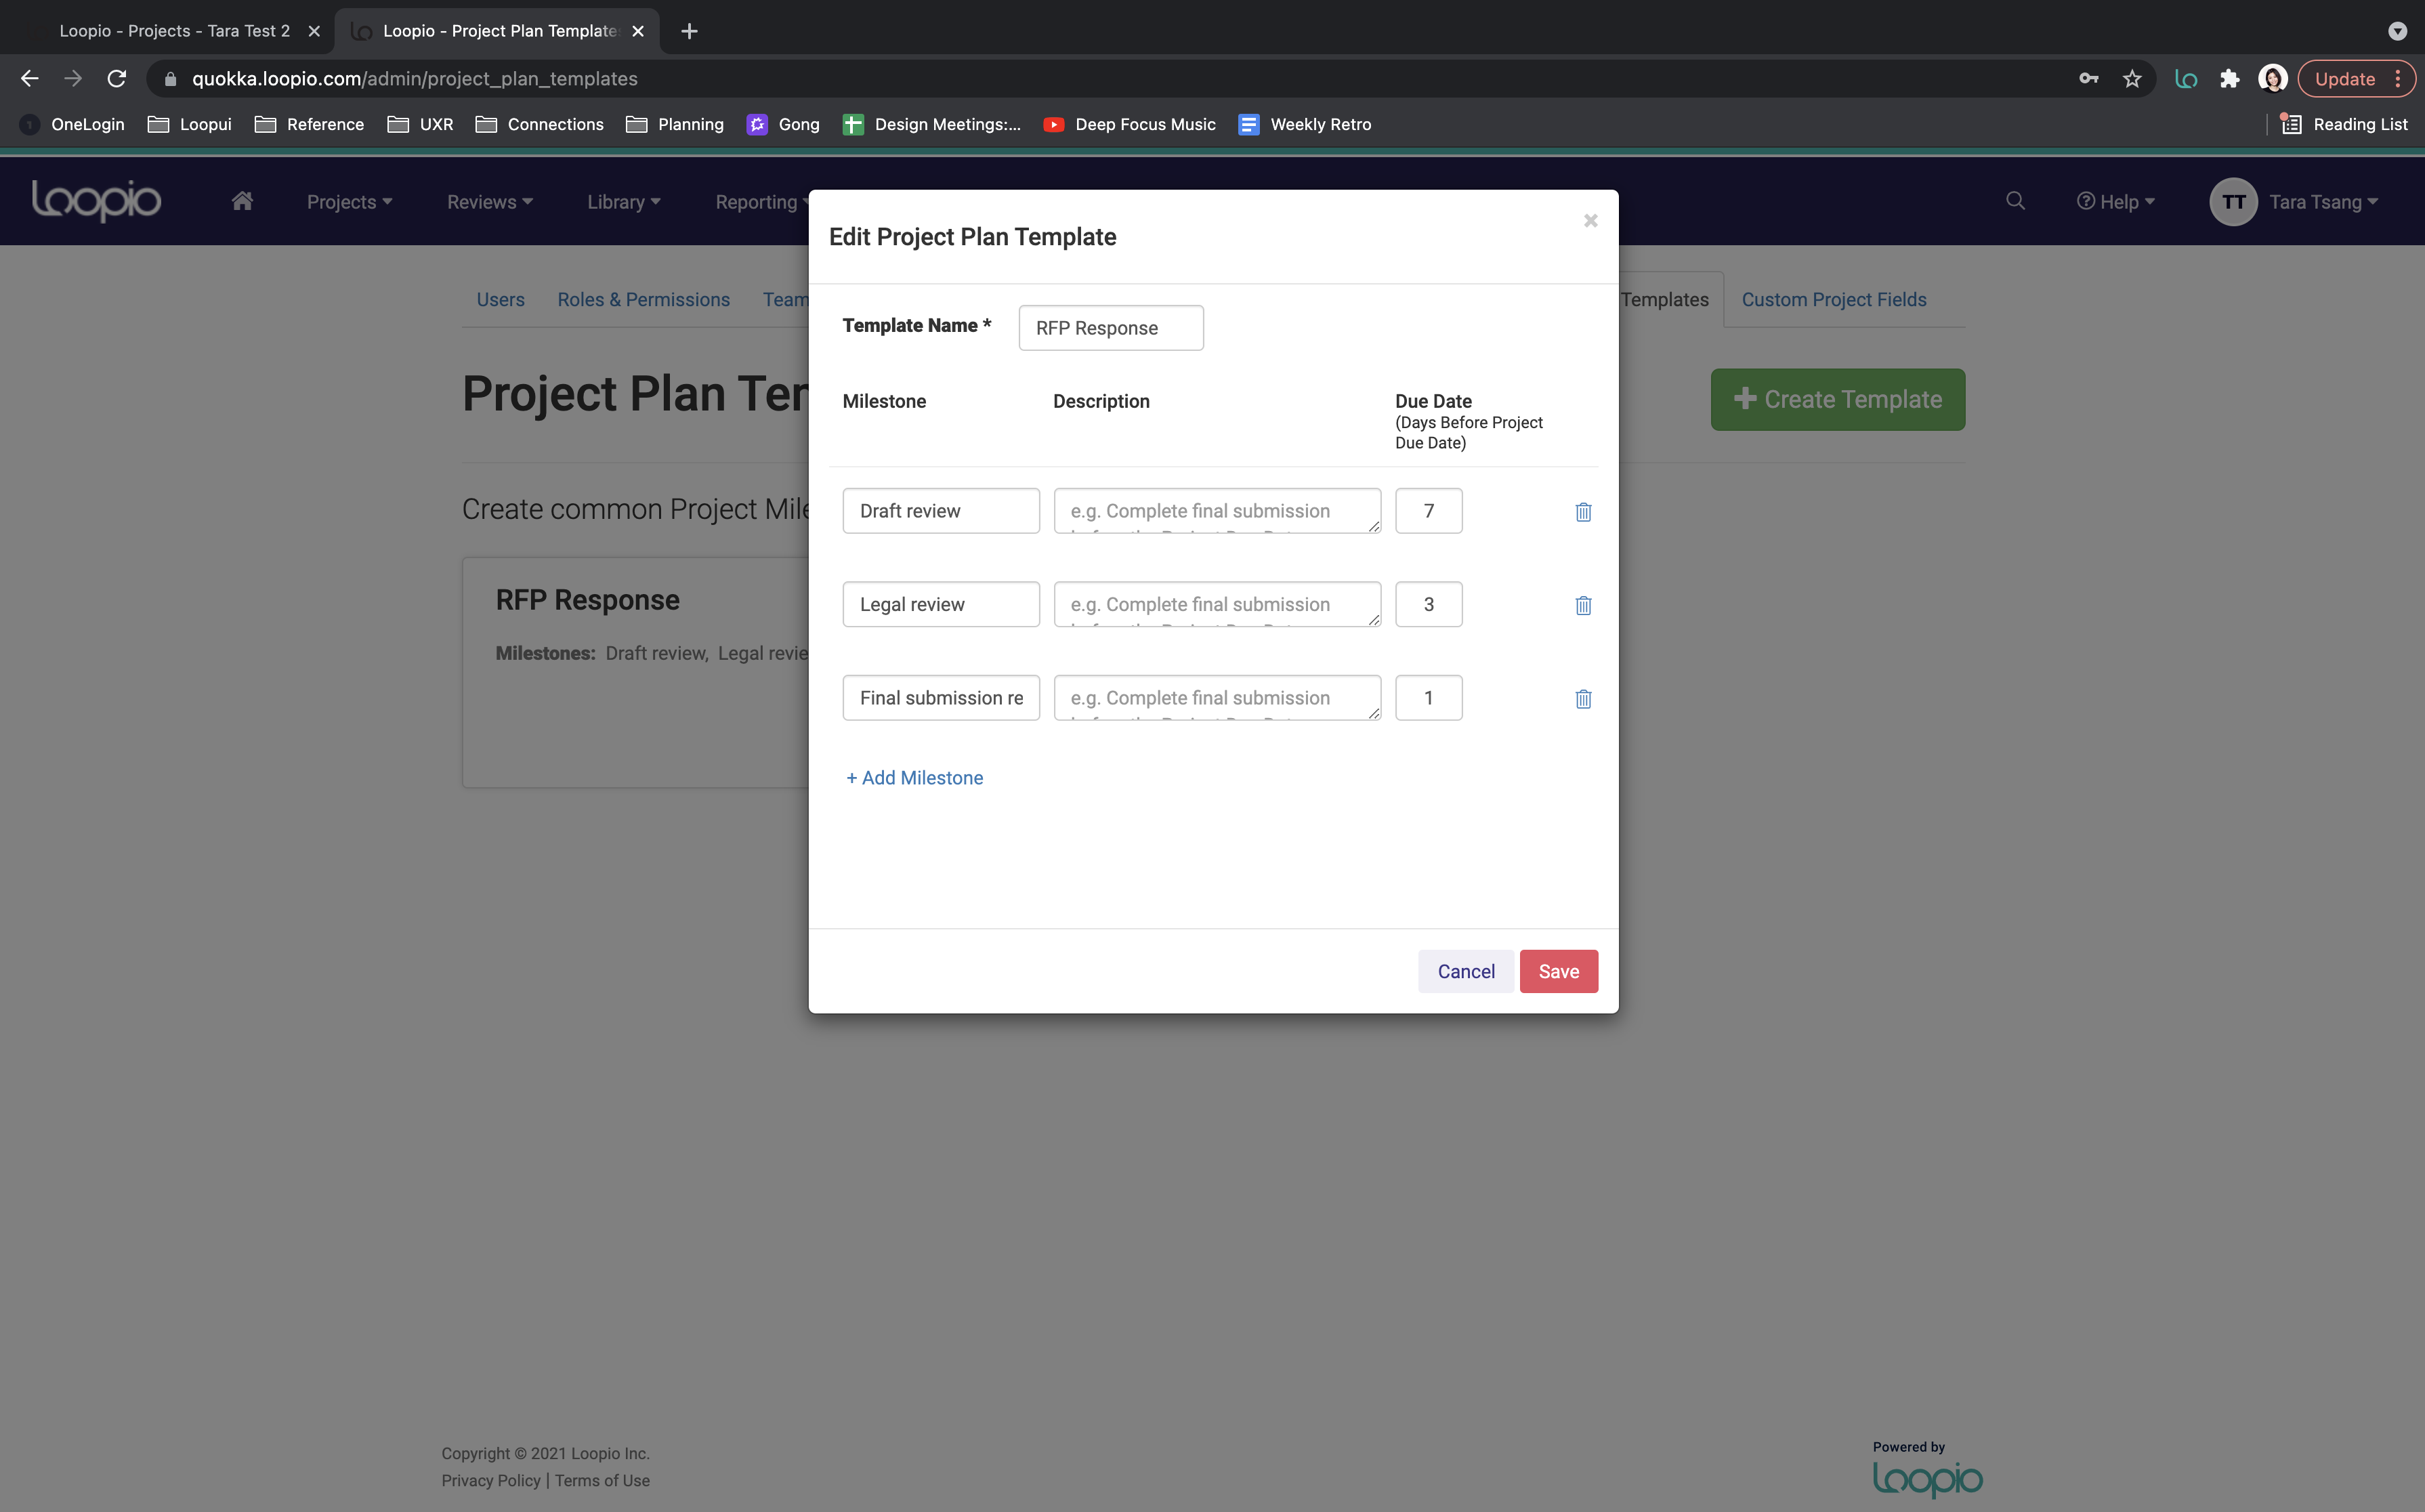 Loopio - Projects - Tara Test 2
Loopio - Project Plan Template
quokka.loopio.com/admin/project_plan_templates
Update
OneLogin
Loopui
Reference
UXR
Connections
Planning
Gong
Design Meetings:...
Deep Focus Music
Weekly Retro
Reading List
loopio
Projects
Reviews
Library
Reporting
Help
TT
Tara Tsang
Users
Roles & Permissions
Team
Templates
Custom Project Fields
Project Plan Tem
Create Template
Create common Project Mile
RFP Response
Milestones: Draft review, Legal revie
Edit Project Plan Template
Template Name *
RFP Response
Milestone
Description
Due Date
(Days Before Project
Due Date)
Draft review
e.g. Complete final submission
7
Legal review
e.g. Complete final submission
3
Final submission re
e.g. Complete final submission
1
+ Add Milestone
Cancel
Save
Copyright © 2021 Loopio Inc.
Privacy Policy | Terms of Use
Powered by
loopio